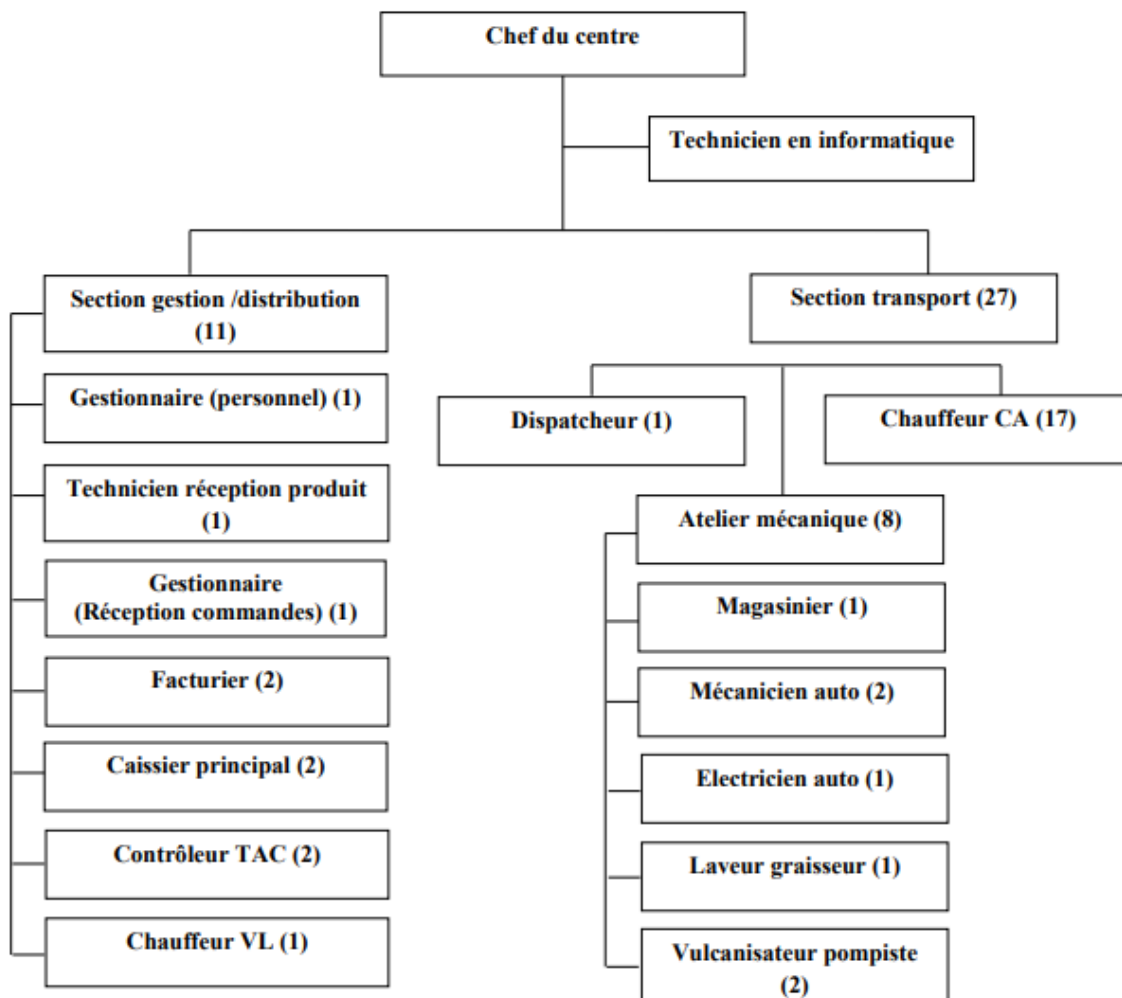 Chef du centre
Technicien en informatique
Section gestion /distribution
(11)
Gestionnaire (personnel) (1)
Technicien réception produit
(1)
Gestionnaire
(Réception commandes) (1)
Facturier (2)
Caissier principal (2)
Contrôleur TAC (2)
Chauffeur VL (1)
Section transport (27)
Dispatcheur (1)
Chauffeur CA (17)
Atelier mécanique (8)
Magasinier (1)
Mécanicien auto (2)
Electricien auto (1)
Laveur graisseur (1)
Vulcanisateur pompiste
(2)